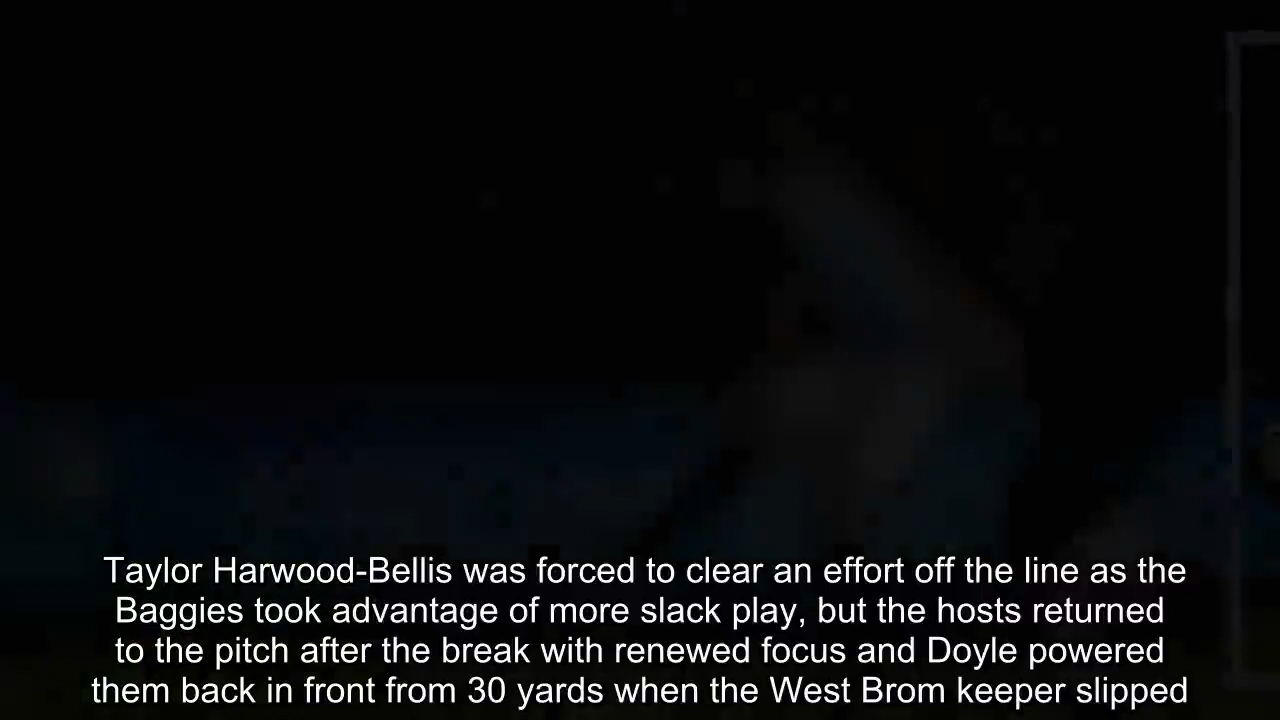 Taylor Harwood-Bellis was forced to clear an effort off the line as the
Baggies took advantage of more slack play, but the hosts returned
to the pitch after the break with renewed focus and Doyle powered
them back in front from 30 yards when the West Brom keeper slipped